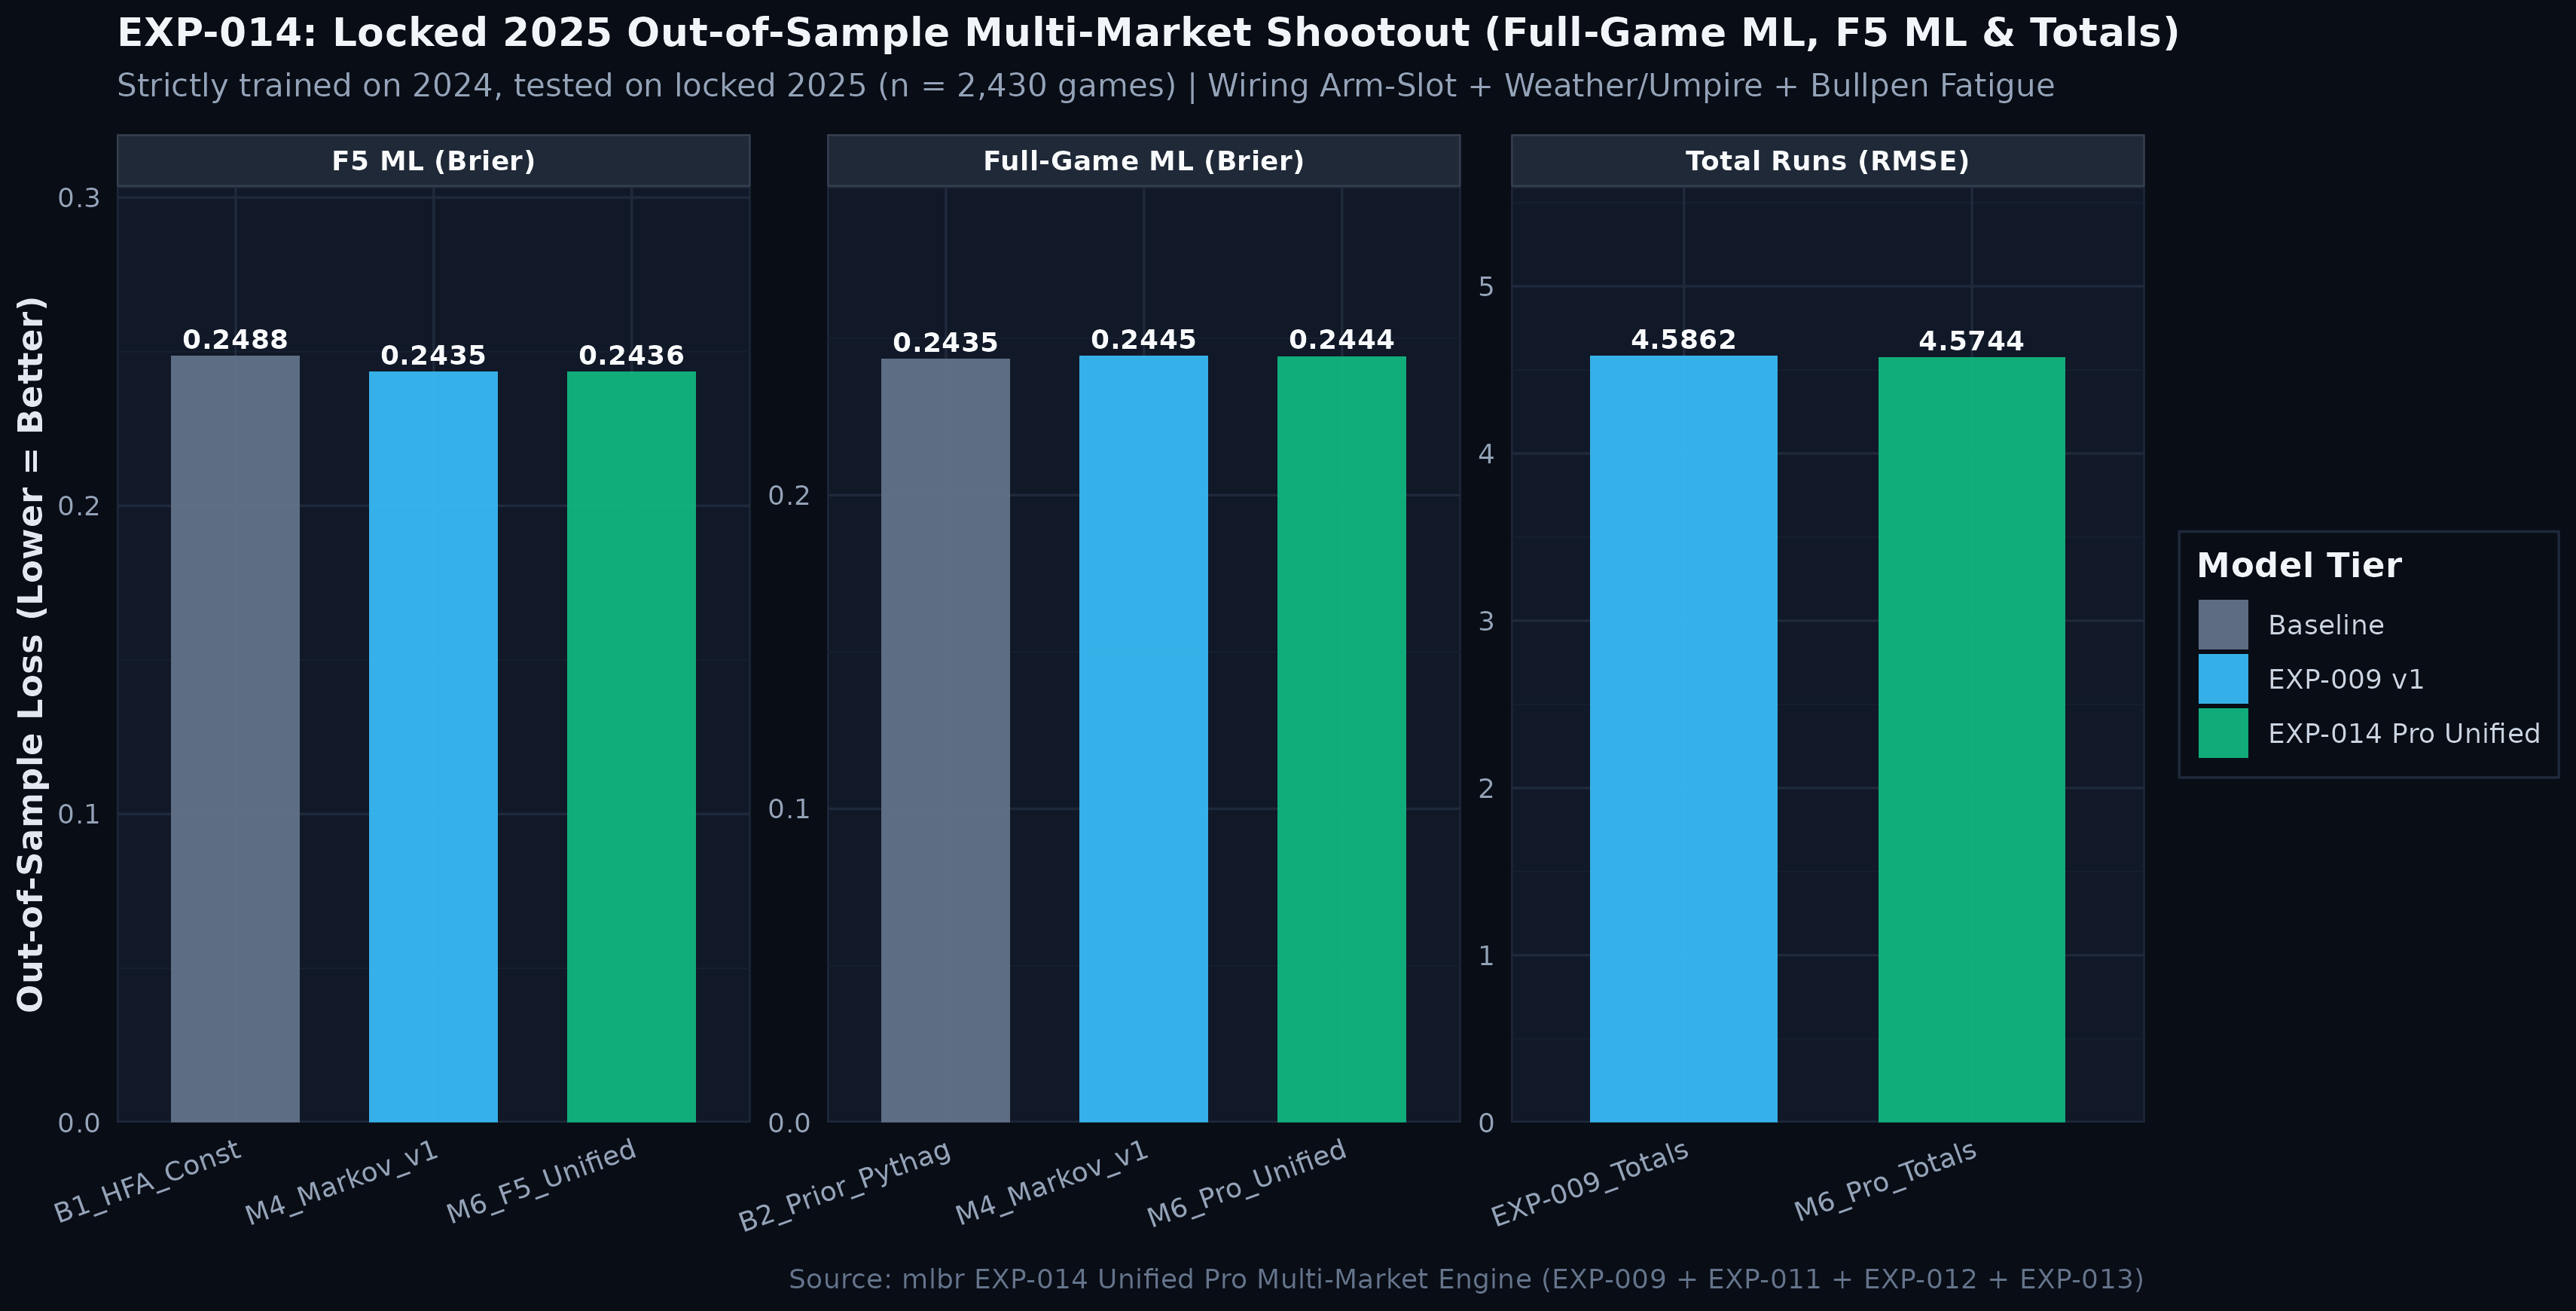 EXP-014: Locked 2025 Out-of-Sample Multi-Market Shootout (Full-Game ML, F5 ML & Totals)
Strictly trained on 2024, tested on locked 2025 (n = 2,430 games) | Wiring Arm-Slot + Weather/Umpire + Bullpen Fatigue
Out-of-Sample Loss (Lower = Better)
F5 ML (Brier)
0.3
0.2
0.1
0.0
0.2488
0.2435
0.2436
B1_HFA_Const
M4_Markov_v1
M6_F5_Unified
Full-Game ML (Brier)
0.2
0.1
0.0
0.2435
0.2445
0.2444
B2_Prior_Pythag
M4_Markov_v1
M6_Pro_Unified
Total Runs (RMSE)
5
4
3
2
1
0
4.5862
4.5744
EXP-009_Totals
M6_Pro_Totals
Model Tier
Baseline
EXP-009 v1
EXP-014 Pro Unified
Source: mlbr EXP-014 Unified Pro Multi-Market Engine (EXP-009 + EXP-011 + EXP-012 + EXP-013)